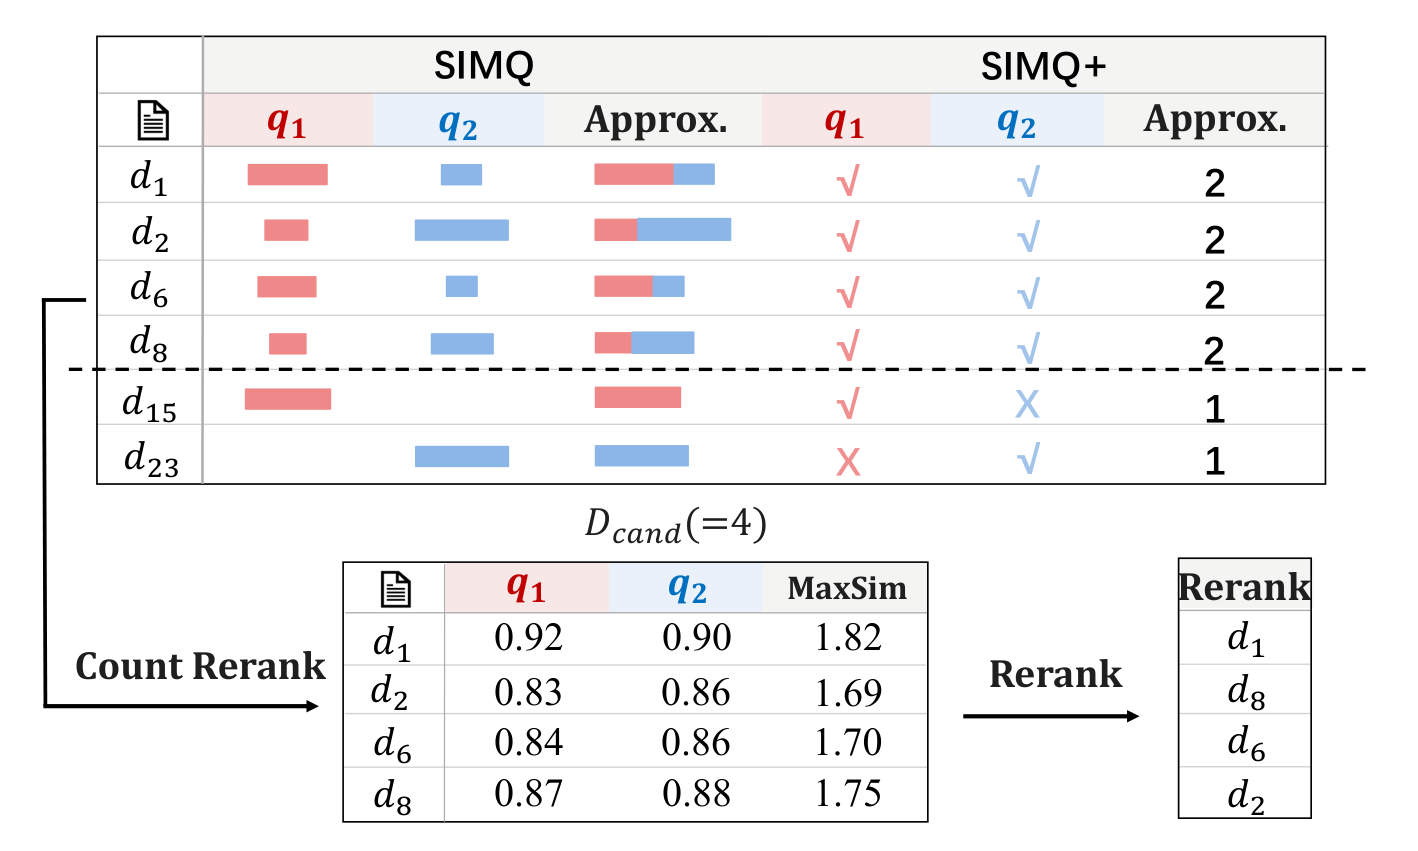 SIMQ SIMQ+
q₁ q₂ Approx. q₁ q₂ Approx.
d₁ √ √ 2
d₂ √ √ 2
d₆ √ √ 2
d₈ √ √ 2
d₁₅ √ X 1
d₂₃ X √ 1
D_cand(=4)
q₁ q₂ MaxSim
d₁ 0.92 0.90 1.82
d₂ 0.83 0.86 1.69
d₆ 0.84 0.86 1.70
d₈ 0.87 0.88 1.75
Count Rerank
Rerank
Rerank
d₁
d₈
d₆
d₂